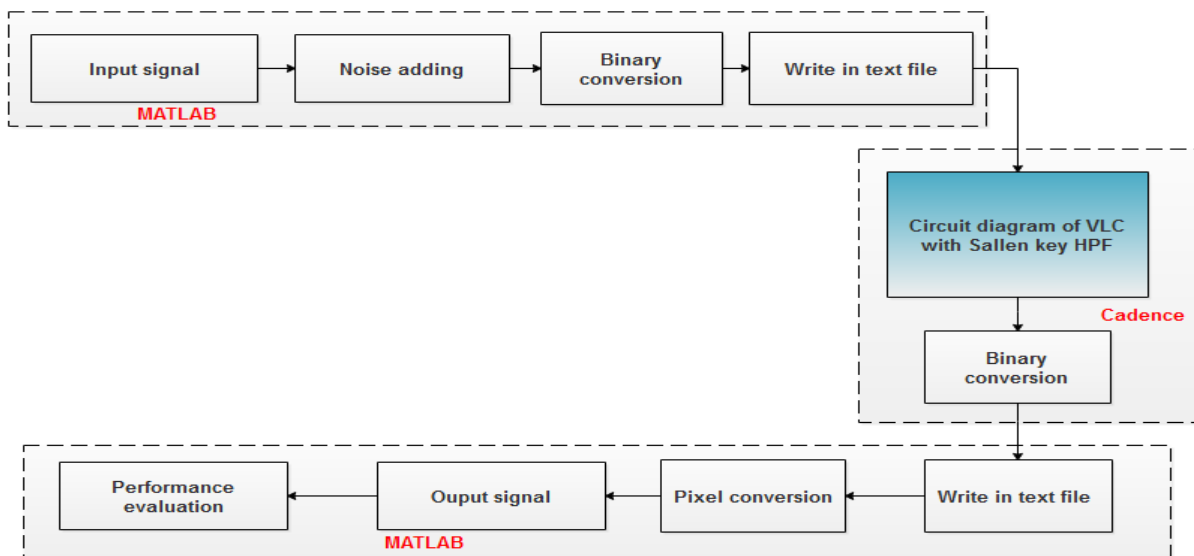 Input signal
Noise adding
Binary
conversion
Write in text file
MATLAB
Circuit diagram of VLC
with Sallen key HPF
Cadence
Binary
conversion
Performance
evaluation
Ouput signal
Pixel conversion
Write in text file
MATLAB